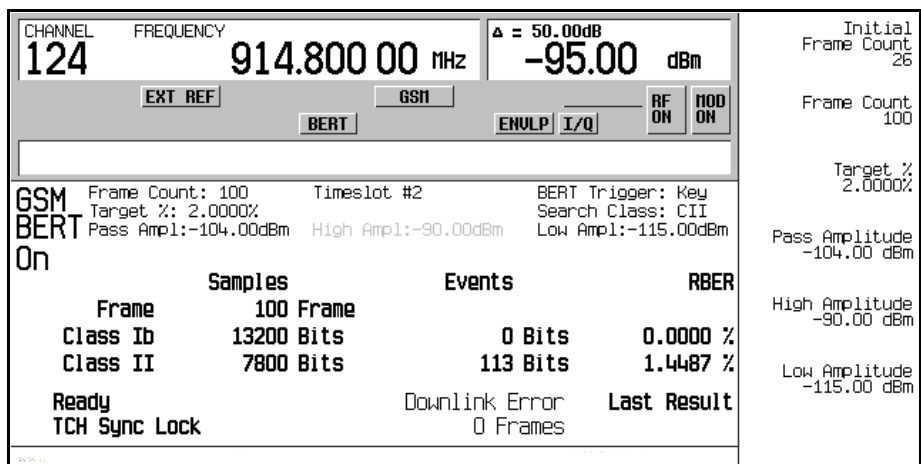 CHANNEL FREQUENCY Δ = 50.00dB
124 914.800 00 MHz -95.00 dBm
EXT REF GSM RF ON MOD ON
BERT ENVLP I/Q
GSM BERT On
Frame Count: 100 Timeslot #2 BERT Trigger: Key
Target %: 2.0000% Search Class: CII
Pass Ampl:-104.00dBm High Ampl:-90.00dBm Low Ampl:-115.00dBm
Samples Events RBER
Frame 100 Frame
Class Ib 13200 Bits 0 Bits 0.0000 %
Class II 7800 Bits 113 Bits 1.4487 %
Ready Downlink Error Last Result
TCH Sync Lock 0 Frames
Initial
Frame Count
26
Frame Count
100
Target %
2.0000%
Pass Amplitude
-104.00 dBm
High Amplitude
-90.00 dBm
Low Amplitude
-115.00 dBm